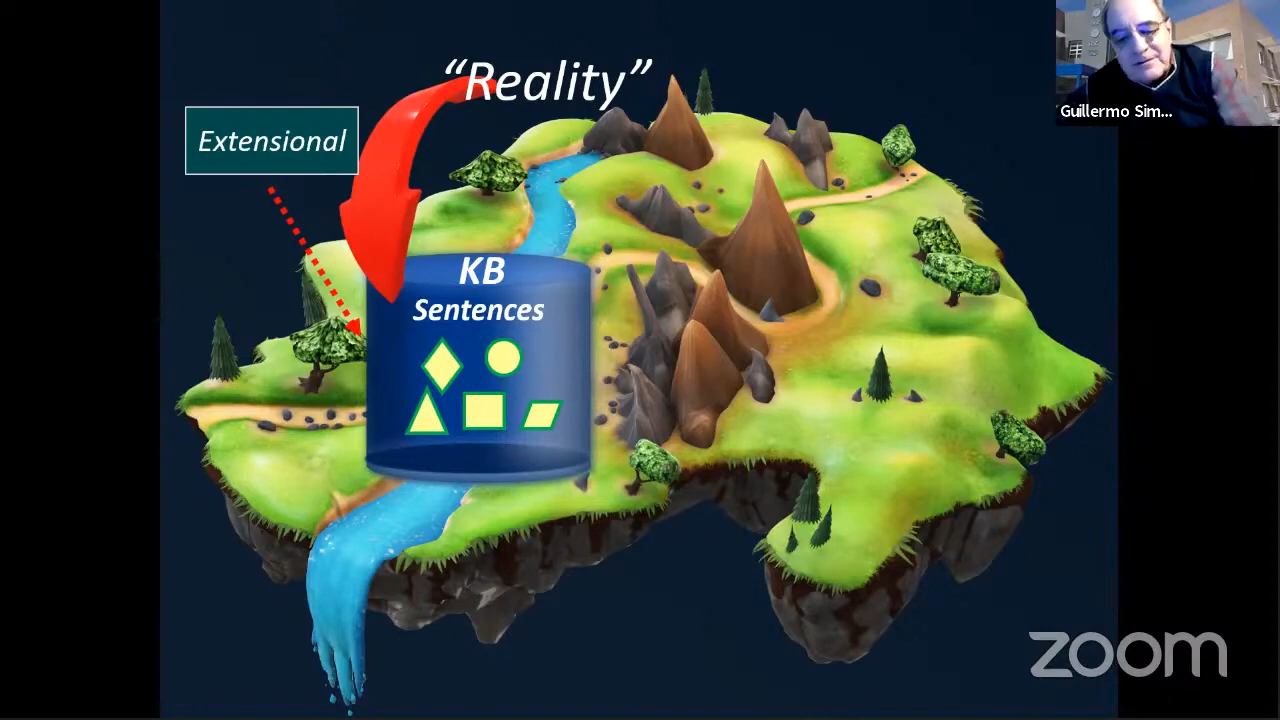 “Reality”
Extensional
KB
Sentences
Guillermo Sim...
zoom